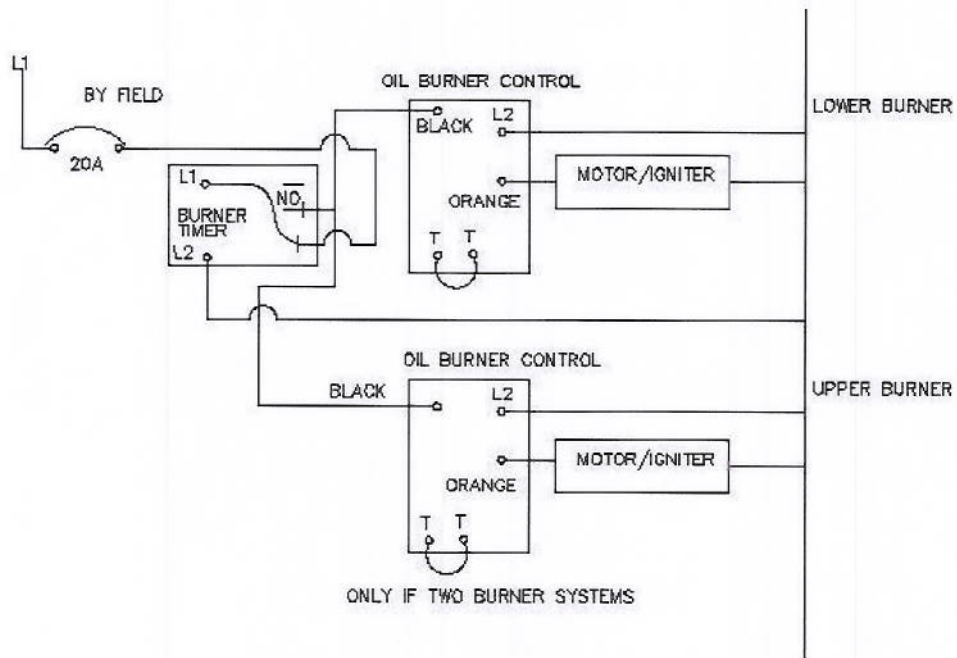 L1
BY FIELD
20A
OIL BURNER CONTROL
BLACK
L2
ORANGE
T T
MOTOR/IGNITER
LOWER BURNER
L1
NO
BURNER
TIMER
L2
OIL BURNER CONTROL
BLACK
L2
ORANGE
T T
MOTOR/IGNITER
UPPER BURNER
ONLY IF TWO BURNER SYSTEMS